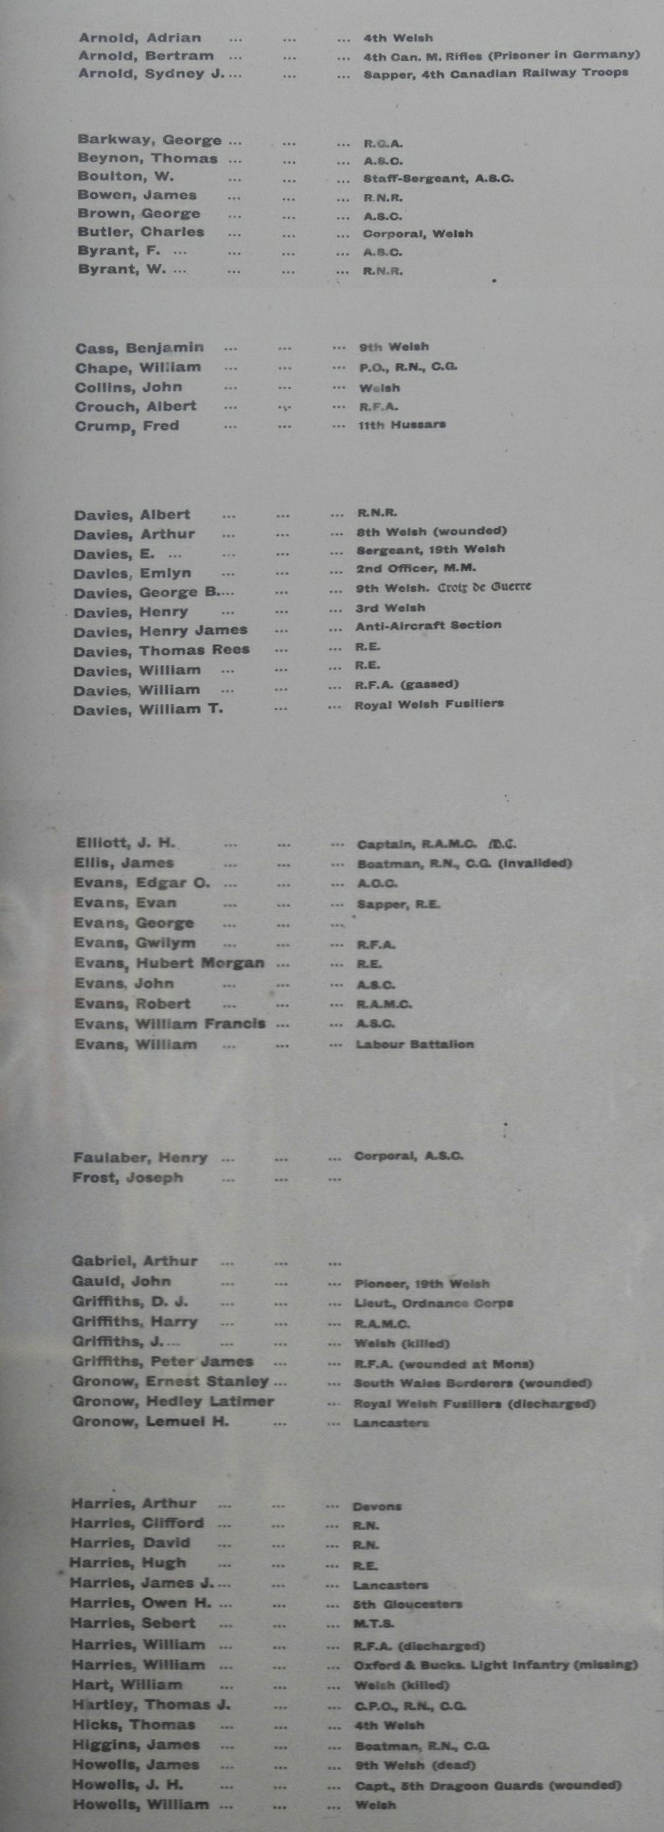 Arnold, Adrian ... ... ... 4th Welsh
Arnold, Bertram ... ... ... 4th Can. M. Rifles (Prisoner in Germany)
Arnold, Sydney J. ... ... ... Sapper, 4th Canadian Railway Troops
Barkway, George ... ... ... R.G.A.
Beynon, Thomas ... ... ... A.S.C.
Boulton, W. ... ... ... Staff-Sergeant, A.S.C.
Bowen, James ... ... ... R.N.R.
Brown, George ... ... ... A.S.C.
Butler, Charles ... ... ... Corporal, Welsh
Byrant, F. ... ... ... ... A.S.C.
Byrant, W. ... ... ... ... R.N.R.
Cass, Benjamin ... ... ... 9th Welsh
Chape, William ... ... ... P.O., R.N., C.G.
Collins, John ... ... ... Welsh
Crouch, Albert ... ... ... R.F.A.
Crump, Fred ... ... ... 11th Hussars
Davies, Albert ... ... ... R.N.R.
Davies, Arthur ... ... ... 8th Welsh (wounded)
Davies, E. ... ... ... ... Sergeant, 19th Welsh
Davies, Emlyn ... ... ... 2nd Officer, M.M.
Davies, George B. ... ... ... 9th Welsh. Croix de Guerre
Davies, Henry ... ... ... 3rd Welsh
Davies, Henry James ... ... Anti-Aircraft Section
Davies, Thomas Rees ... ... R.E.
Davies, William ... ... ... R.E.
Davies, William ... ... ... R.F.A. (gassed)
Davies, William T. ... ... Royal Welsh Fusiliers
Elliott, J. H. ... ... ... Captain, R.A.M.C. M.C.
Ellis, James ... ... ... Boatman, R.N., C.G. (invalided)
Evans, Edgar O. ... ... ... A.O.C.
Evans, Evan ... ... ... Sapper, R.E.
Evans, George ... ... ...
Evans, Gwilym ... ... ... R.F.A.
Evans, Hubert Morgan ... ... R.E.
Evans, John ... ... ... A.S.C.
Evans, Robert ... ... ... R.A.M.C.
Evans, William Francis ... ... A.S.C.
Evans, William ... ... ... Labour Battalion
Faulaber, Henry ... ... ... Corporal, A.S.C.
Frost, Joseph ... ... ...
Gabriel, Arthur ... ... ...
Gauld, John ... ... ... Pioneer, 19th Welsh
Griffiths, D. J. ... ... ... Lieut., Ordnance Corps
Griffiths, Harry ... ... ... R.A.M.C.
Griffiths, J. ... ... ... ... Welsh (killed)
Griffiths, Peter James ... ... R.F.A. (wounded at Mons)
Gronow, Ernest Stanley ... ... South Wales Borderers (wounded)
Gronow, Hedley Latimer ... Royal Welsh Fusiliers (discharged)
Gronow, Lemuel H. ... ... Lancasters
Harries, Arthur ... ... ... Devons
Harries, Clifford ... ... ... R.N.
Harries, David ... ... ... R.N.
Harries, Hugh ... ... ... R.E.
Harries, James J. ... ... ... Lancasters
Harries, Owen H. ... ... ... 5th Gloucesters
Harries, Sebert ... ... ... M.T.S.
Harries, William ... ... ... R.F.A. (discharged)
Harries, William ... ... ... Oxford & Bucks. Light Infantry (missing)
Hart, William ... ... ... Welsh (killed)
Hartley, Thomas J. ... ... C.P.O., R.N., C.G.
Hicks, Thomas ... ... ... 4th Welsh
Higgins, James ... ... ... Boatman, R.N., C.G.
Howells, James ... ... ... 9th Welsh (dead)
Howells, J. H. ... ... ... Capt., 5th Dragoon Guards (wounded)
Howells, William ... ... ... Welsh